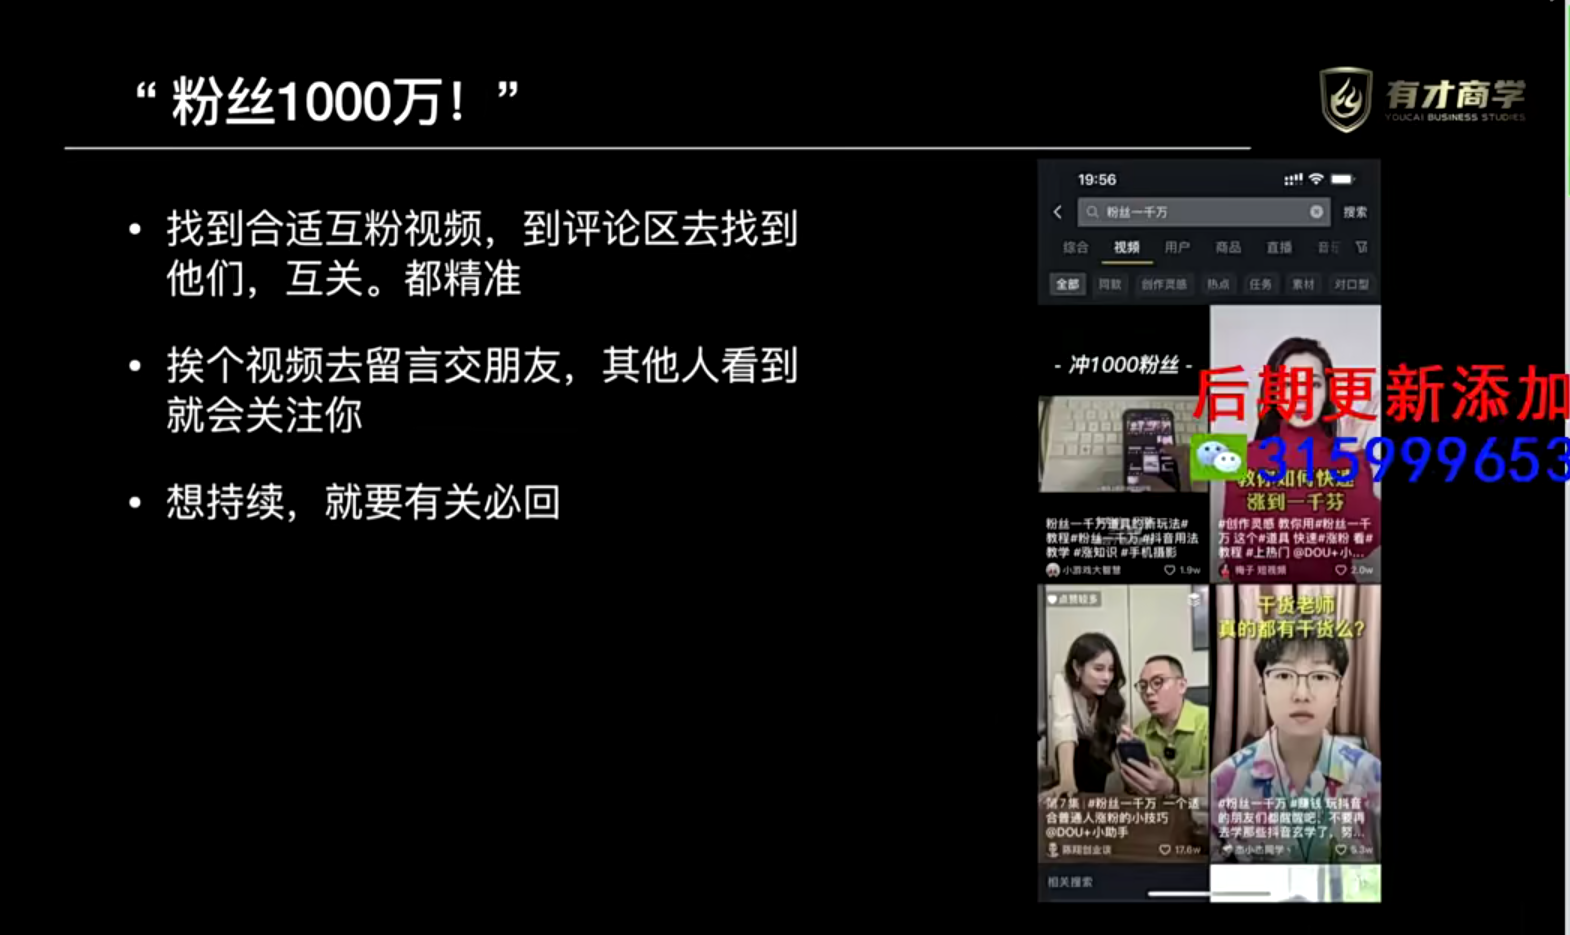 “粉丝1000万！”
有才商学
YOUCAI BUSINESS STUDIES
• 找到合适互粉视频，到评论区去找到
他们，互关。都精准
• 挨个视频去留言交朋友，其他人看到
就会关注你
• 想持续，就要有关必回
19:56
粉丝一千万
搜索
综合 视频 用户 商品 直播 音
全部 同款 创作灵感 热点 任务 素材 对口型
- 冲1000粉丝 -
后期更新添加
315999653
教你如何快速
涨到一千芬
粉丝一千万道具的新玩法#
教程#粉丝一千万 #抖音用法
教学 #涨知识 #手机摄影
小游戏大智慧 1.9w
#创作灵感 教你用#粉丝一千
万 这个#道具 快速#涨粉 看#
教程 #上热门 @DOU+小...
梅子 短视频 2.0w
点赞较多
干货老师
真的都有干货么?
第7集 | #粉丝一千万 一个适
合普通人涨粉的小技巧
@DOU+小助手
陈翔创业谈 17.6w
#粉丝一千万 #赚钱 玩抖音
的朋友们都醒醒吧，不要再
去学那些抖音玄学了，努...
小杰同学 5.3w
相关搜索